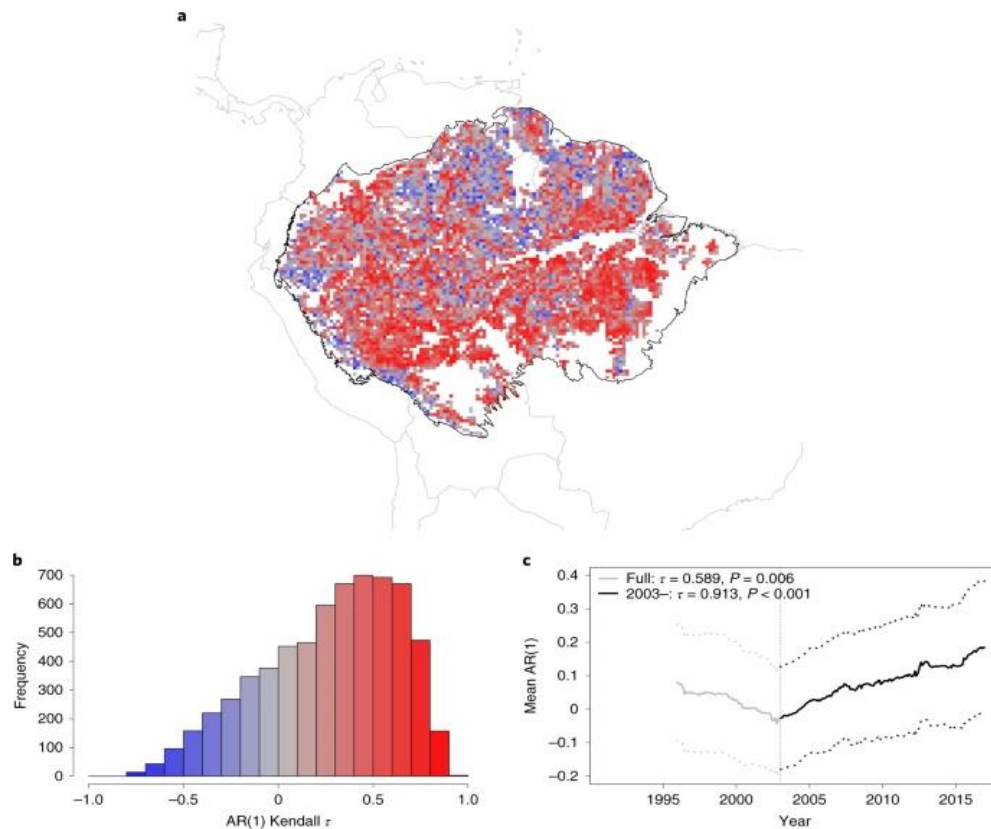 a
b
700
600
500
400
300
200
100
0
Frequency
–1.0
–0.5
0
0.5
1.0
AR(1) Kendall τ
c
Full: τ = 0.589, P = 0.006
2003–: τ = 0.913, P < 0.001
0.4
0.3
0.2
0.1
0
–0.1
–0.2
Mean AR(1)
1995
2000
2005
2010
2015
Year